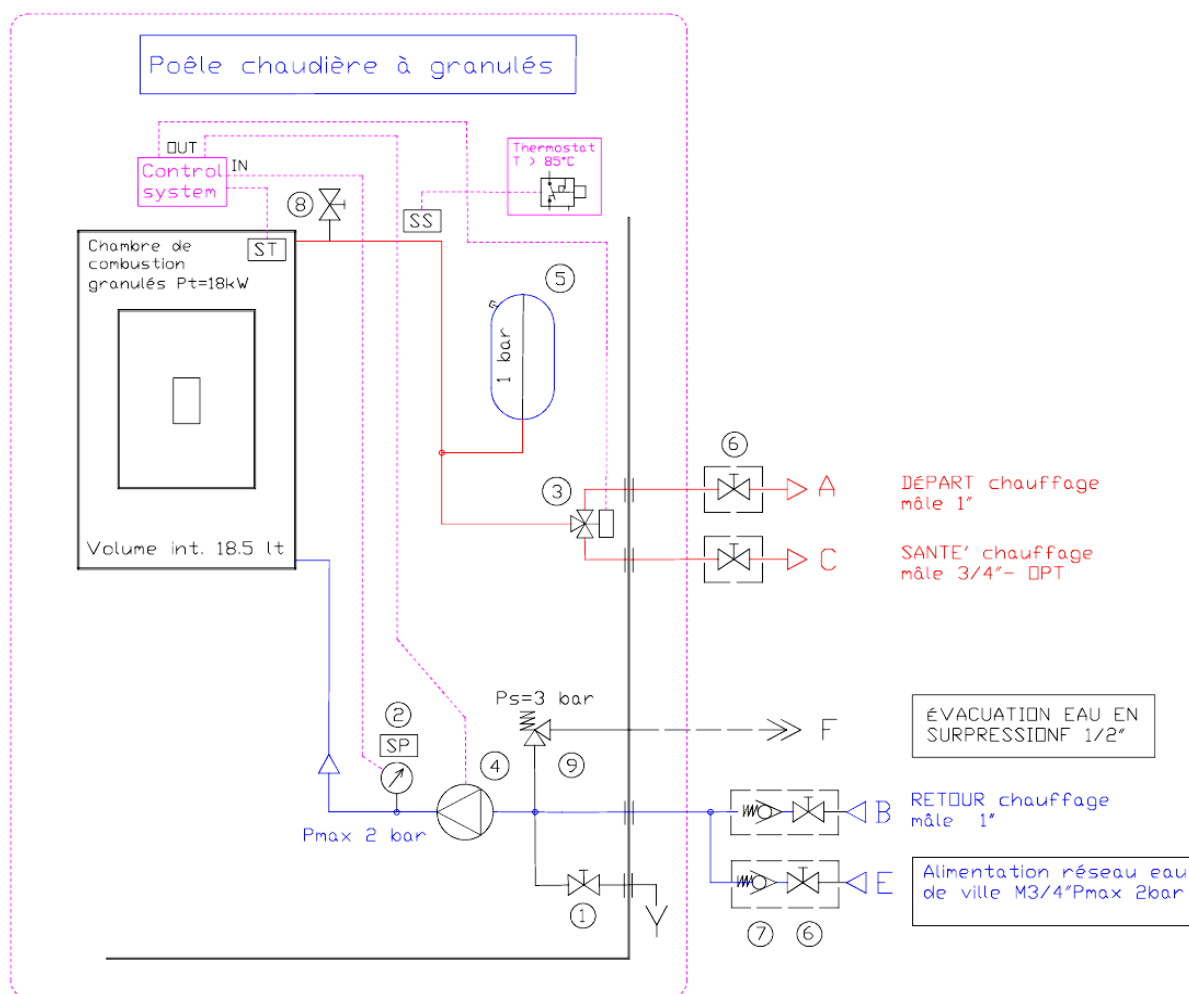 Poêle chaudière à granulés
OUT
IN
Control
system
Thermostat
T > 85°C
8
SS
Chambre de
combustion
granulés Pt=18kW
ST
5
1 bar
6
3
A
DÉPART chauffage
mâle 1"
Volume int. 18.5 lt
C
SANTE' chauffage
mâle 3/4"- OPT
Ps=3 bar
2
SP
4
9
F
ÉVACUATION EAU EN
SURPRESSIONF 1/2"
Pmax 2 bar
B
RETOUR chauffage
mâle 1"
E
Alimentation réseau eau
de ville M3/4"Pmax 2bar
1
7
6